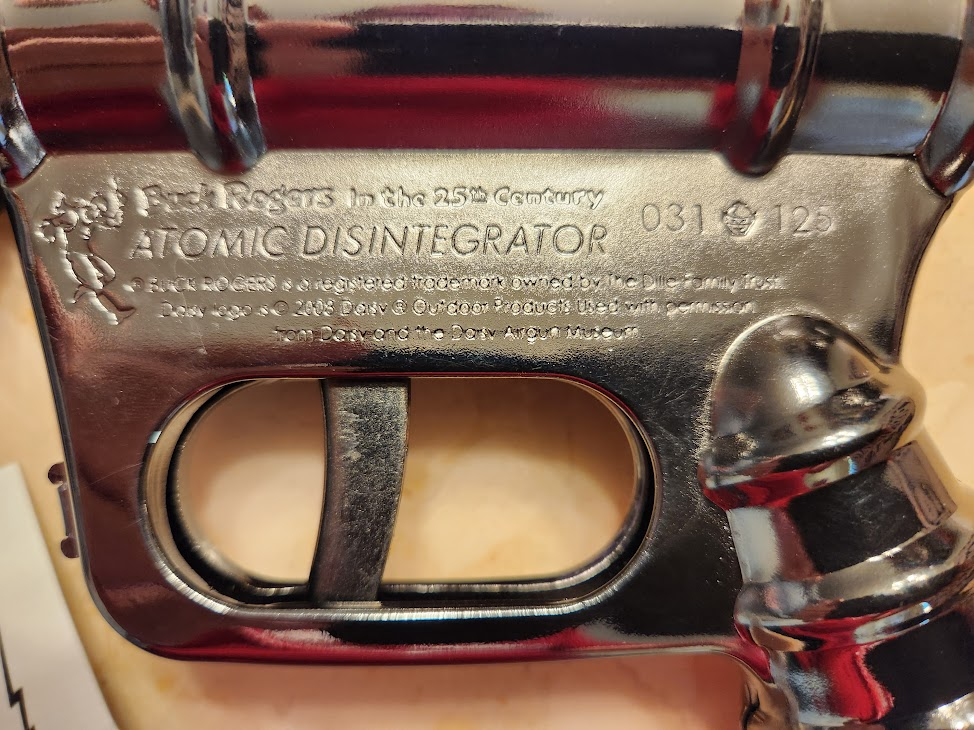 Buck Rogers In the 25th Century
ATOMIC DISINTEGRATOR
031 125
© BUCK ROGERS is a registered trademark owned by The Dille Family Trust.
Daisy logo is © 2008 Daisy ® Outdoor Products Used with permission
from Daisy and the Daisy Airgun Museum